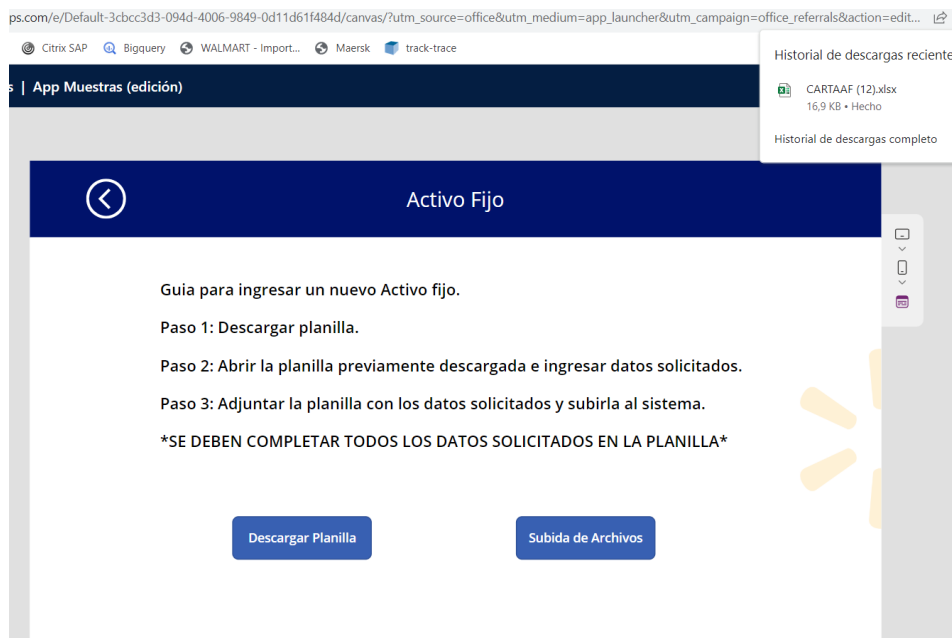 ps.com/e/Default-3cbcc3d3-094d-4006-9849-0d11d61f484d/canvas/?utm_source=office&utm_medium=app_launcher&utm_campaign=office_referrals&action=edit...
Citrix SAP Bigquery WALMART - Import... Maersk track-trace
Historial de descargas reciente
CARTAAF (12).xlsx
16,9 KB • Hecho
Historial de descargas completo
s | App Muestras (edición)
Activo Fijo
Guia para ingresar un nuevo Activo fijo.
Paso 1: Descargar planilla.
Paso 2: Abrir la planilla previamente descargada e ingresar datos solicitados.
Paso 3: Adjuntar la planilla con los datos solicitados y subirla al sistema.
*SE DEBEN COMPLETAR TODOS LOS DATOS SOLICITADOS EN LA PLANILLA*
Descargar Planilla Subida de Archivos